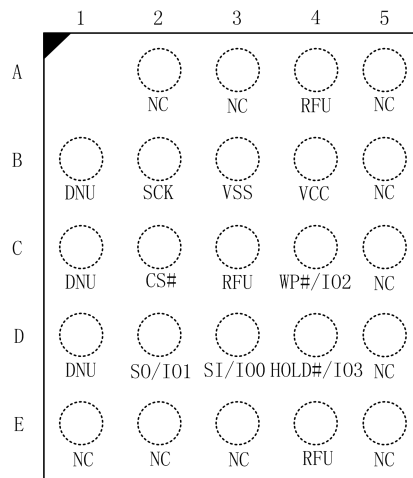 1 2 3 4 5
A
NC NC RFU NC
B
DNU SCK VSS VCC NC
C
DNU CS# RFU WP#/IO2 NC
D
DNU SO/IO1 SI/IO0 HOLD#/IO3 NC
E
NC NC NC RFU NC